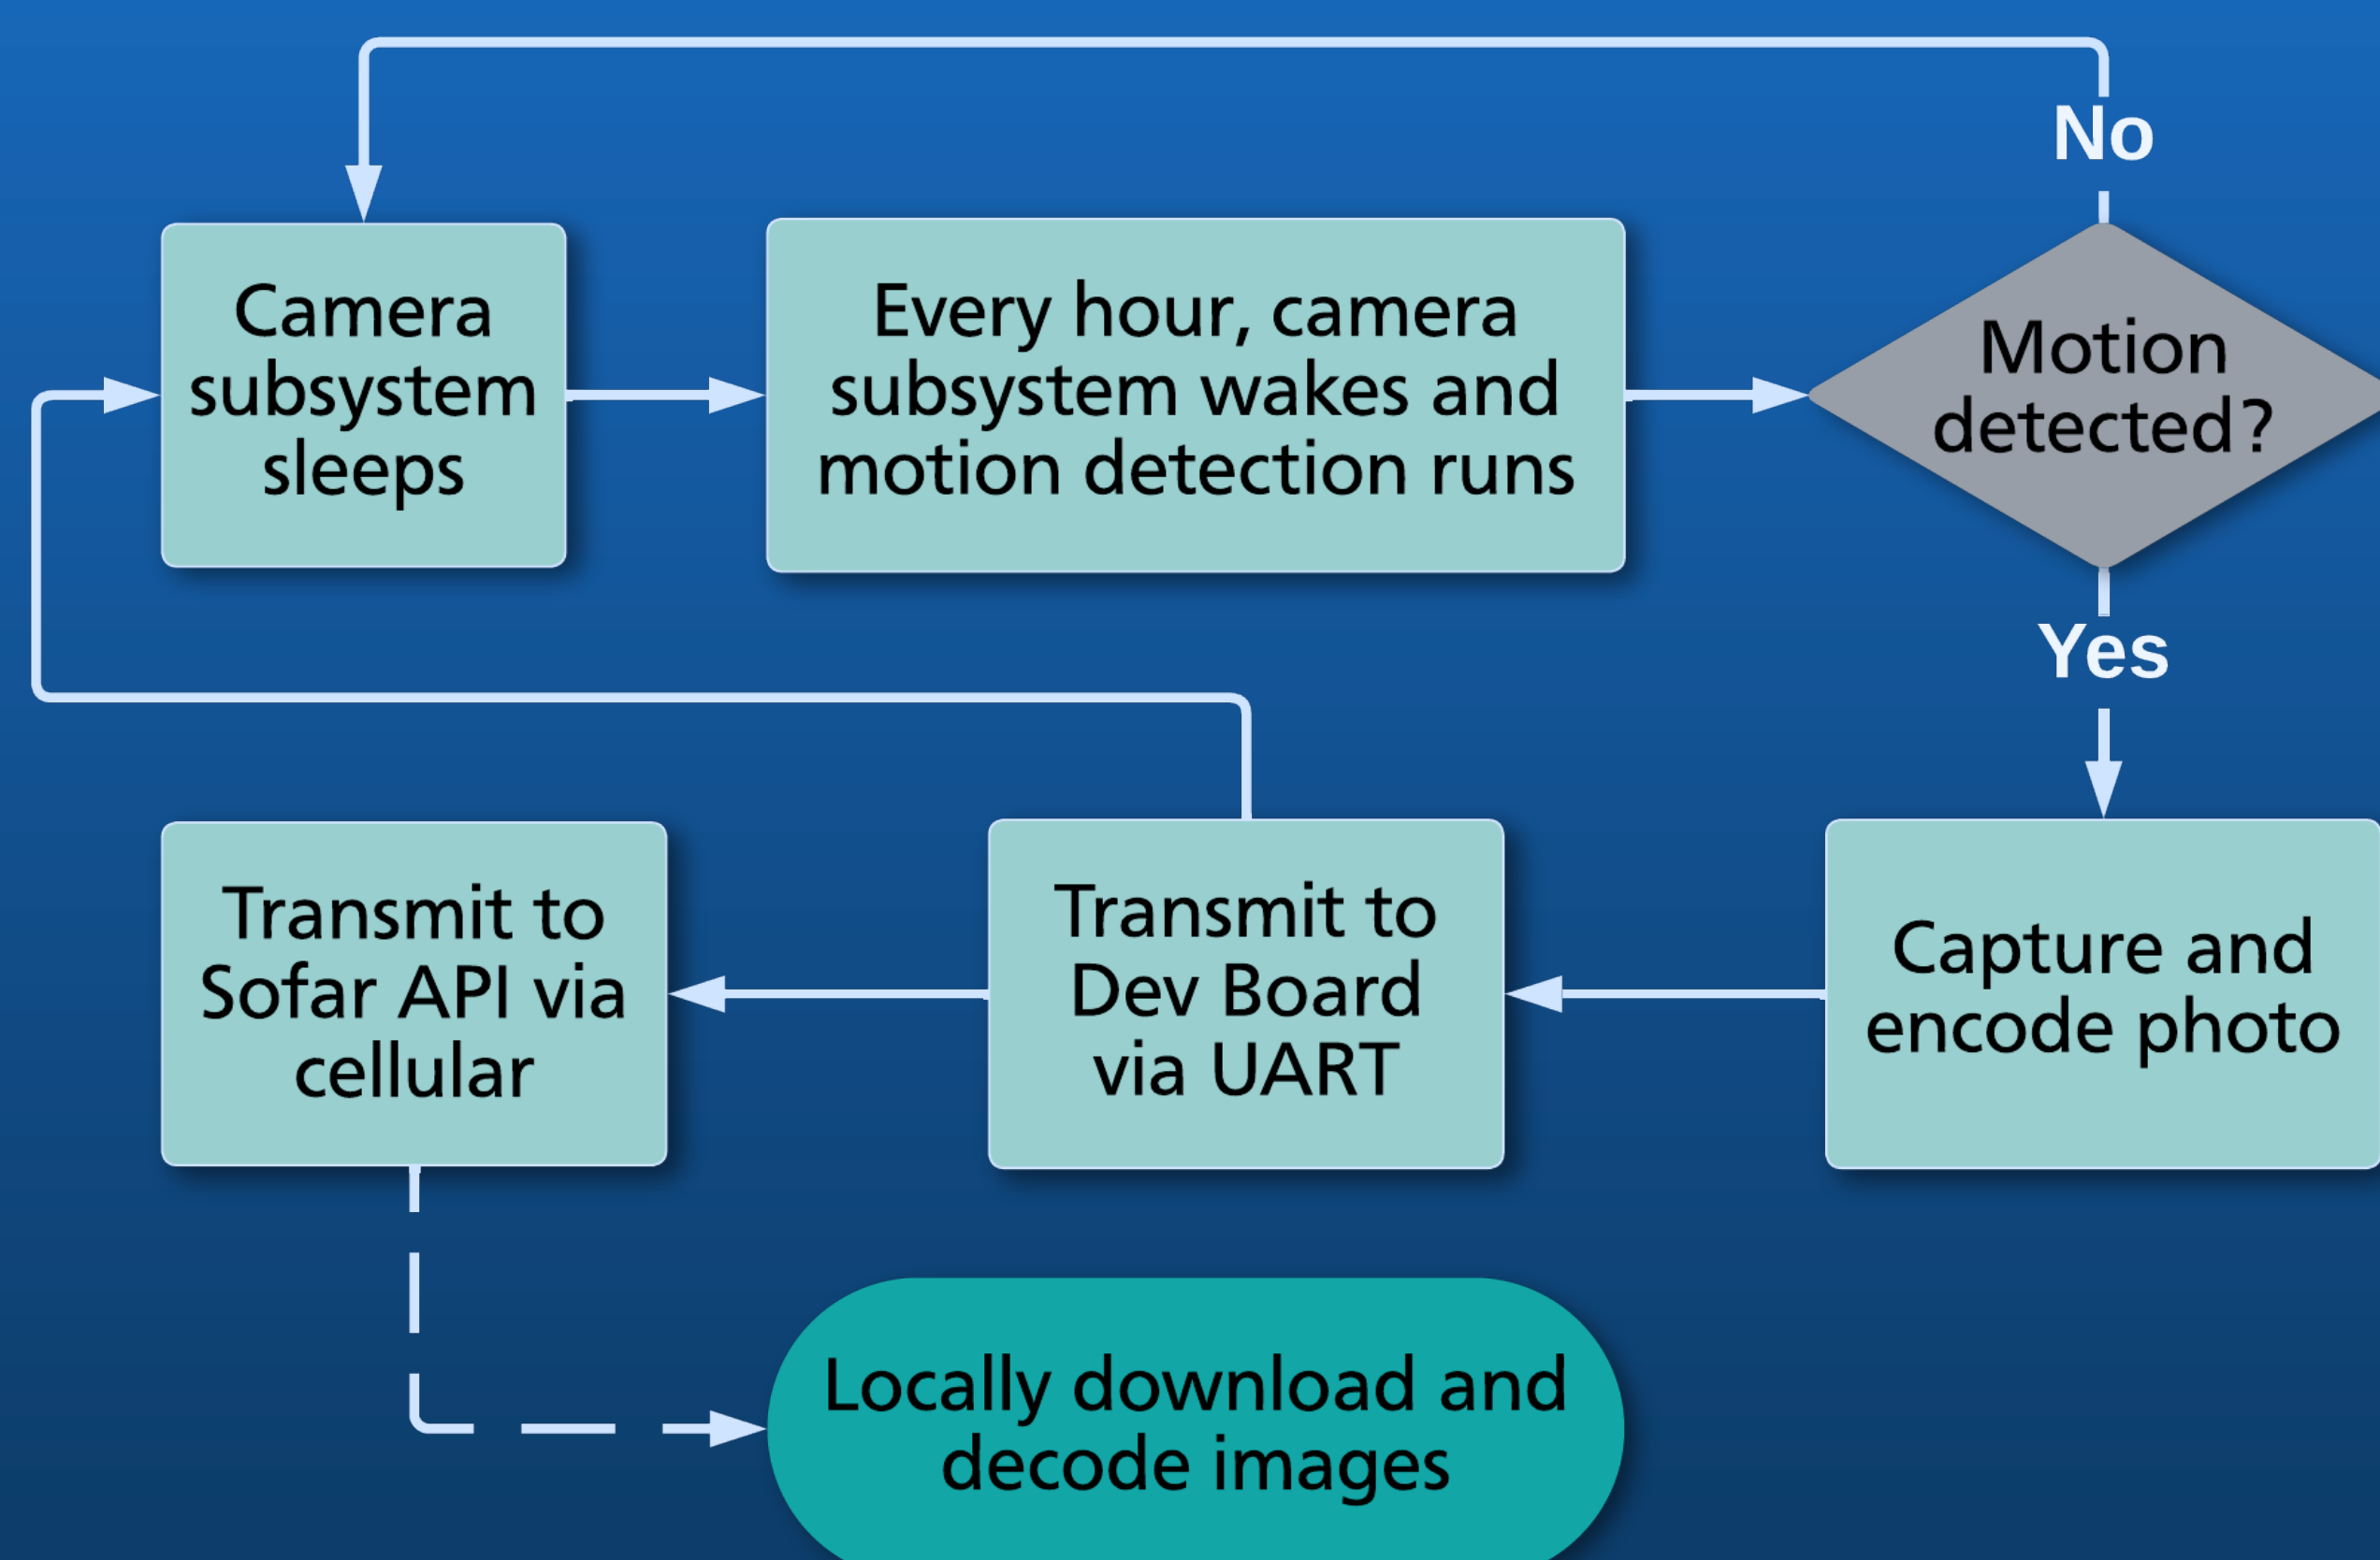 No
Camera
subsystem
sleeps
Every hour, camera
subsystem wakes and
motion detection runs
Motion
detected?
Yes
Transmit to
Sofar API via
cellular
Transmit to
Dev Board
via UART
Capture and
encode photo
Locally download and
decode images